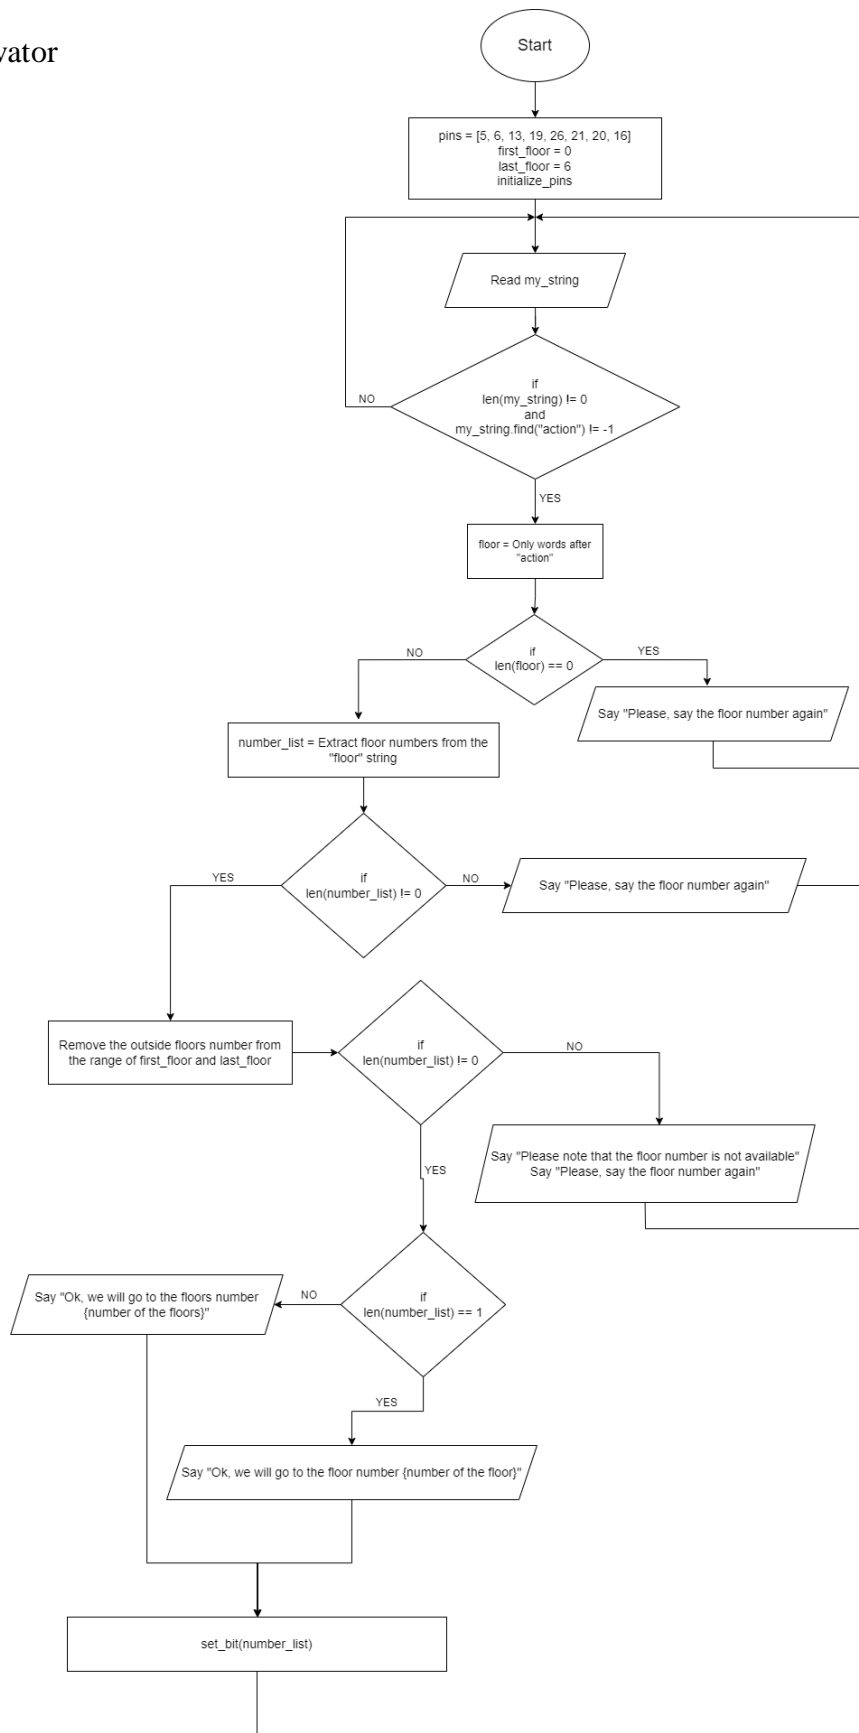 vator
Start
pins = [5, 6, 13, 19, 26, 21, 20, 16]
first_floor = 0
last_floor = 6
initialize_pins
Read my_string
if
len(my_string) != 0
and
my_string.find("action") != -1
NO
YES
floor = Only words after
"action"
if
len(floor) == 0
NO
YES
Say "Please, say the floor number again"
number_list = Extract floor numbers from the
"floor" string
if
len(number_list) != 0
YES
NO
Say "Please, say the floor number again"
Remove the outside floors number from
the range of first_floor and last_floor
if
len(number_list) != 0
NO
YES
Say "Please note that the floor number is not available"
Say "Please, say the floor number again"
if
len(number_list) == 1
NO
Say "Ok, we will go to the floors number
{number of the floors}"
YES
Say "Ok, we will go to the floor number {number of the floor}"
set_bit(number_list)